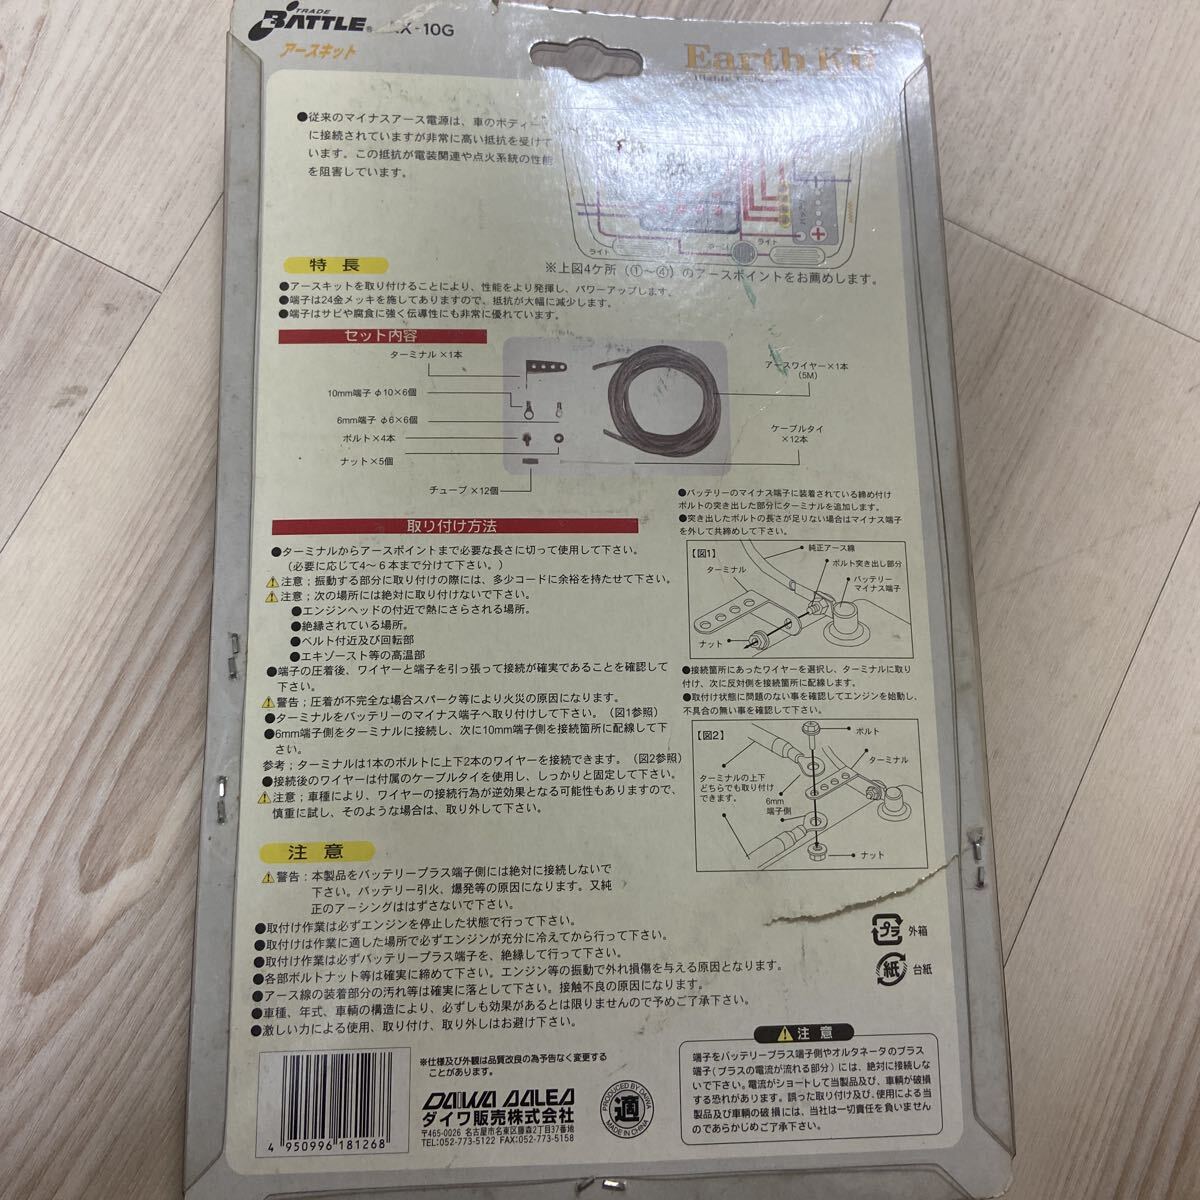 TRADE
BATTLE® AX-10G
アースキット
Earth Kit
●従来のマイナスアース電源は、車のボディー
に接続されていますが非常に高い抵抗を受けて
います。この抵抗が電装関連や点火系統の性能
を阻害しています。
バッテリー
ライト
ライト
※上図4ケ所（①〜④）のアースポイントをお薦めします。
特長
●アースキットを取り付けることにより、性能をより発揮し、パワーアップします。
●端子は24金メッキを施してありますので、抵抗が大幅に減少します。
●端子はサビや腐食に強く伝導性にも非常に優れています。
セット内容
ターミナル×1本
10mm端子 φ10×6個
6mm端子 φ6×6個
ボルト×4本
ナット×5個
チューブ×12個
アースワイヤー×1本
（5M）
ケーブルタイ
×12本
取り付け方法
●ターミナルからアースポイントまで必要な長さに切って使用して下さい。
（必要に応じて4〜6本まで分けて下さい。）
⚠注意；振動する部分に取り付けの際には、多少コードに余裕を持たせて下さい。
⚠注意；次の場所には絶対に取り付けないで下さい。
●エンジンヘッドの付近で熱にさらされる場所。
●絶縁されている場所。
●ベルト付近及び回転部
●エキゾースト等の高温部
●端子の圧着後、ワイヤーと端子を引っ張って接続が確実であることを確認して
下さい。
⚠警告；圧着が不完全な場合スパーク等により火災の原因になります。
●ターミナルをバッテリーのマイナス端子へ取り付けして下さい。（図1参照）
●6mm端子側をターミナルに接続し、次に10mm端子側を接続箇所に配線して下
さい。
参考；ターミナルは1本のボルトに上下2本のワイヤーを接続できます。（図2参照）
●接続後のワイヤーは付属のケーブルタイを使用し、しっかりと固定して下さい。
⚠注意；車種により、ワイヤーの接続行為が逆効果となる可能性もありますので、
慎重に試し、そのような場合は、取り外して下さい。
●バッテリーのマイナス端子に装着されている締め付け
ボルトの突き出した部分にターミナルを追加します。
●突き出したボルトの長さが足りない場合はマイナス端子
を外して共締めして下さい。
【図1】
純正アース線
ターミナル
ボルト突き出し部分
バッテリー
マイナス端子
ナット
●接続箇所にあったワイヤーを選択し、ターミナルに取り
付け、次に反対側を接続箇所に配線します。
●取付け状態に問題のない事を確認してエンジンを始動し、
不具合の無い事を確認して下さい。
【図2】
ボルト
ターミナル
ターミナルの上下
どちらでも取り付け
できます。
6mm
端子側
ナット
注意
⚠警告：本製品をバッテリープラス端子側には絶対に接続しないで
下さい。バッテリー引火、爆発等の原因になります。又純
正のアーシングははずさないで下さい。
●取付け作業は必ずエンジンを停止した状態で行って下さい。
●取付けは作業に適した場所で必ずエンジンが充分に冷えてから行って下さい。
●取付け作業は必ずバッテリープラス端子を、絶縁して行って下さい。
●各部ボルトナット等は確実に締めて下さい。エンジン等の振動で外れ損傷を与える原因となります。
●アース線の装着部分の汚れ等は確実に落として下さい。接触不良の原因になります。
●車種、年式、車輌の構造により、必ずしも効果があるとは限りませんので予めご了承下さい。
●激しい力による使用、取り付け、取り外しはお避け下さい。
プラ 外箱
紙 台紙
4 950996 181268
※仕様及び外観は品質改良の為予告なく変更する
ことがあります。
DAIWA AALEA
ダイワ販売株式会社
〒465-0026 名古屋市名東区藤森2丁目37番地
TEL:052-773-5122 FAX:052-773-5158
PRODUCED BY DAIWA
適
MADE IN CHINA
⚠注意
端子をバッテリープラス端子側やオルタネータのプラス
端子(プラスの電流が流れる部分)には、絶対に接続しな
いで下さい。電流がショートして当製品及び、車輌が破損
する恐れがあります。誤った取り付け及び、使用による当
製品及び車輌の破損には、当社は一切責任を負いません
のであらかじめご了承下さい。